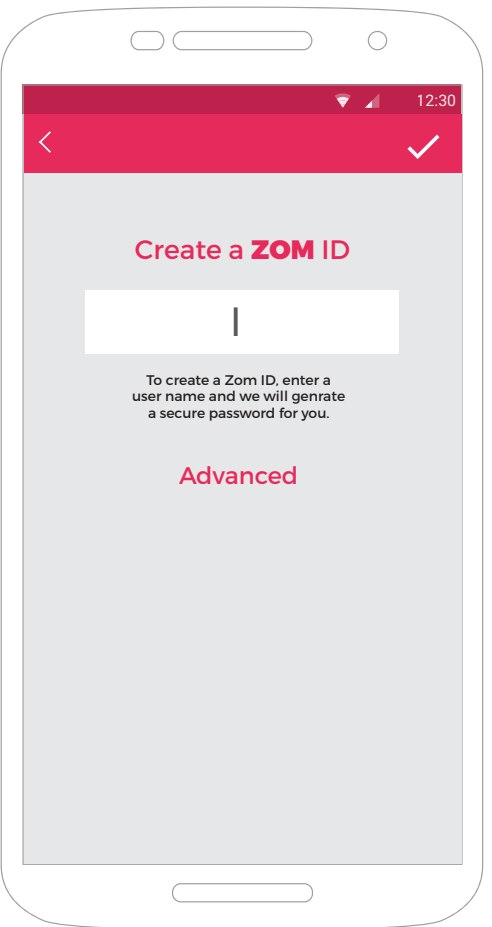 12:30
Create a ZOM ID
To create a Zom ID, enter a
user name and we will genrate
a secure password for you.
Advanced